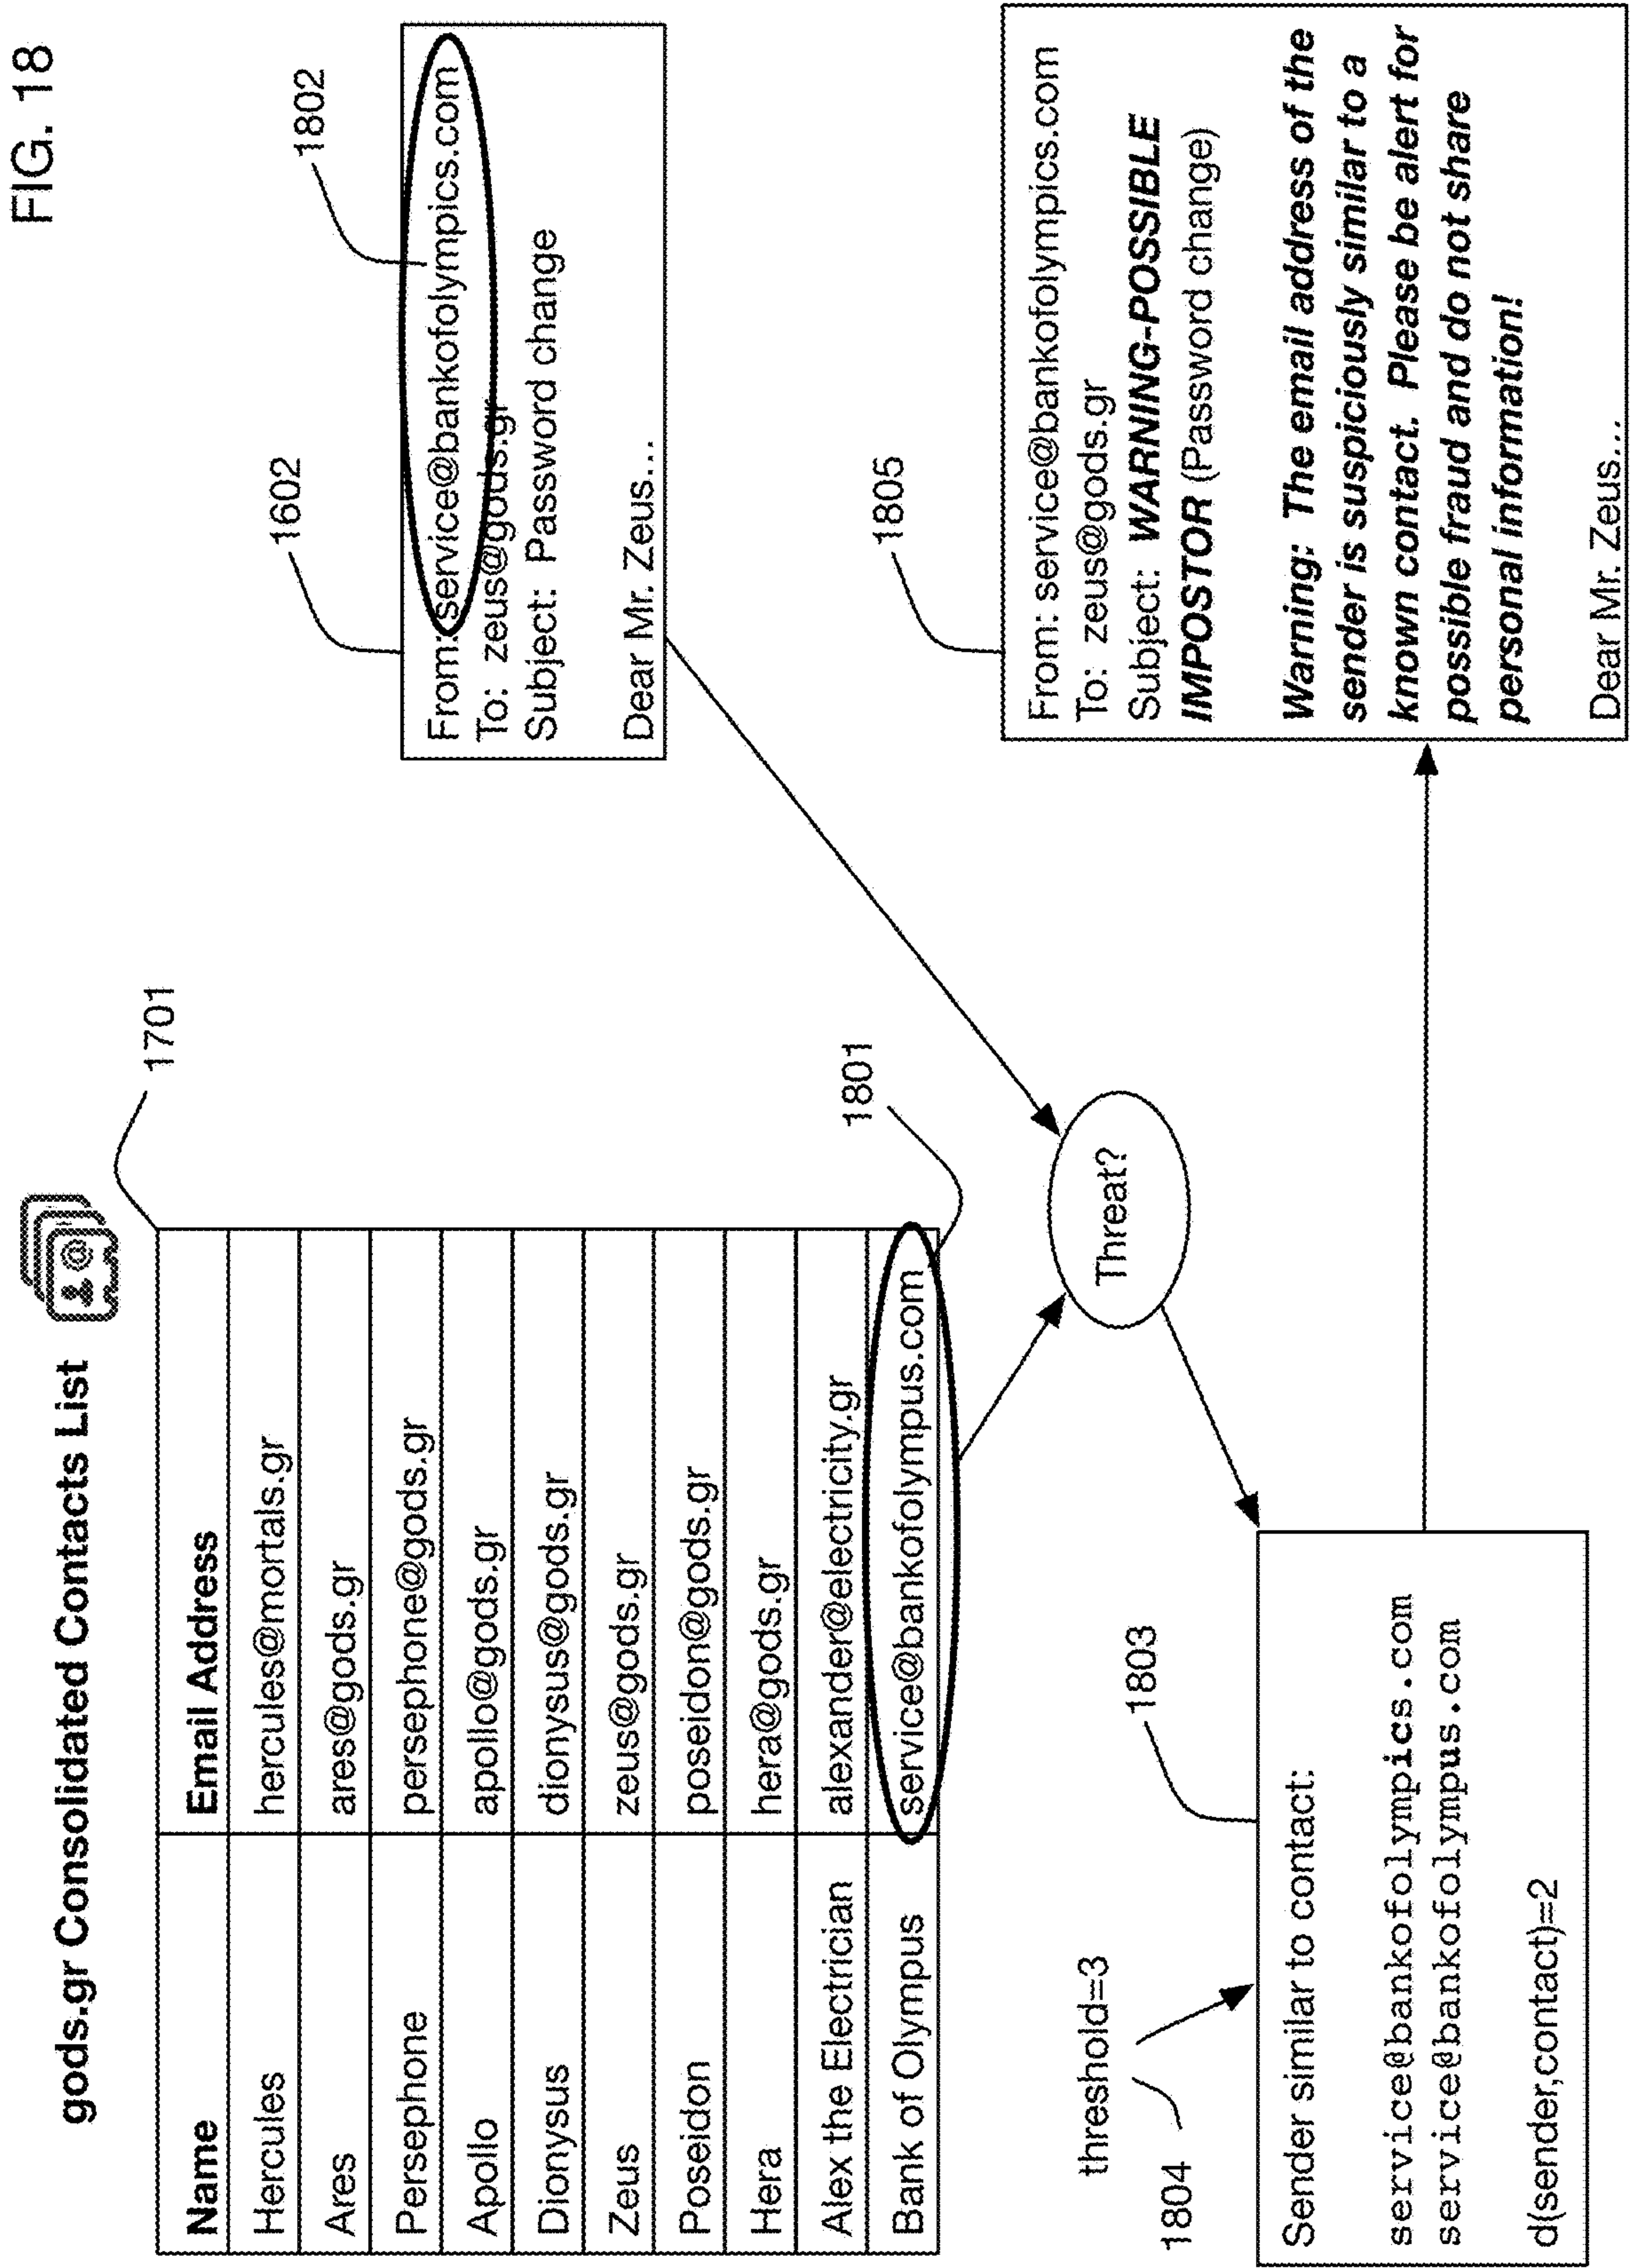 FIG. 18
gods.gr Consolidated Contacts List
@
1701
Name Email Address
Hercules hercules@mortals.gr
Ares ares@gods.gr
Persephone persephone@gods.gr
Apollo apollo@gods.gr
Dionysus dionysus@gods.gr
Zeus zeus@gods.gr
Poseidon poseidon@gods.gr
Hera hera@gods.gr
Alex the Electrician alexander@electricity.gr
Bank of Olympus service@bankofolympus.com
1801
1602
1802
From: service@bankofolympics.com
To: zeus@gods.gr
Subject: Password change
Dear Mr. Zeus...
Threat?
threshold=3
1804
1803
Sender similar to contact:
service@bankofolympics.com
service@bankofolympus.com
d(sender,contact)=2
1805
From: service@bankofolympics.com
To: zeus@gods.gr
Subject: WARNING-POSSIBLE
IMPOSTOR (Password change)
Warning: The email address of the
sender is suspiciously similar to a
known contact. Please be alert for
possible fraud and do not share
personal information!
Dear Mr. Zeus...